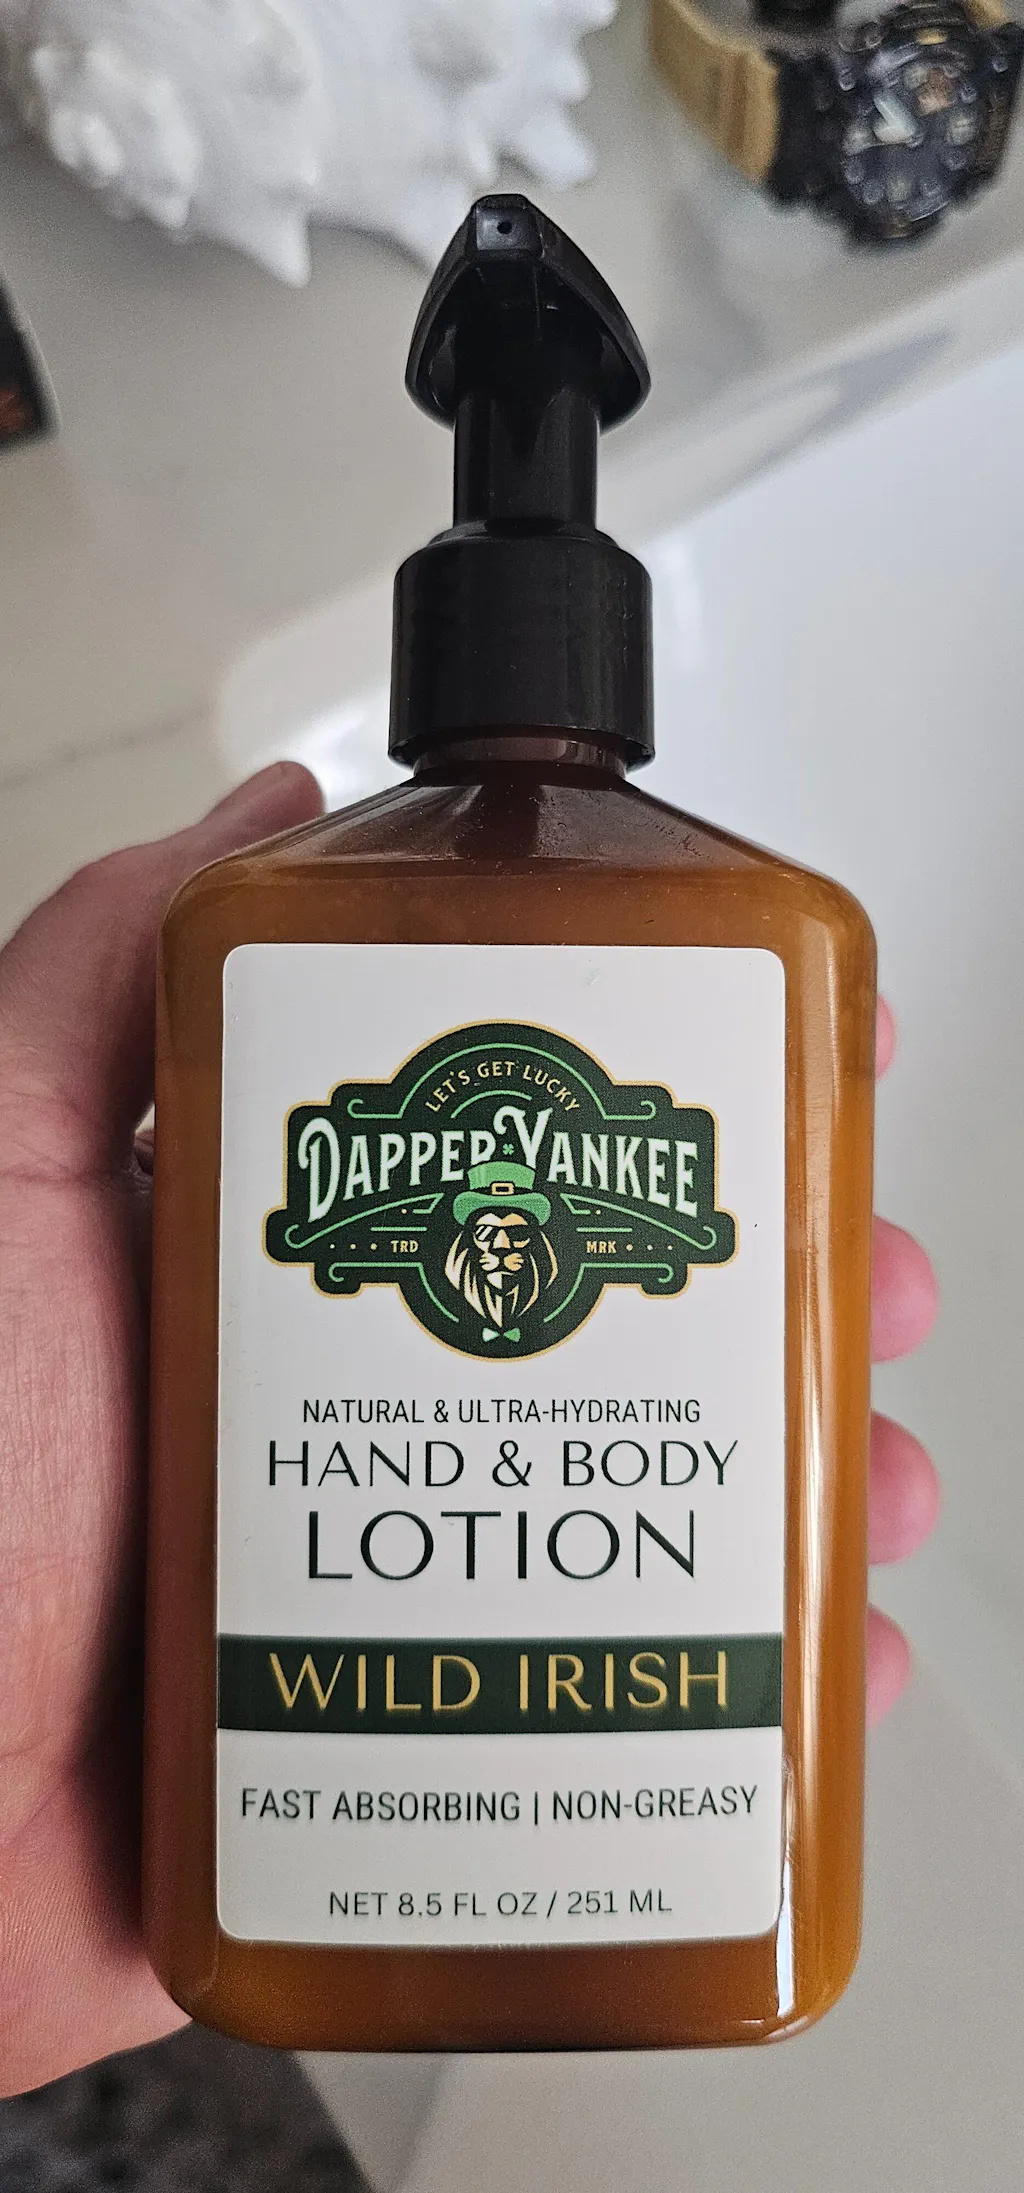 LET'S GET LUCKY
DAPPER YANKEE
TRD MRK
NATURAL & ULTRA-HYDRATING
HAND & BODY
LOTION
WILD IRISH
FAST ABSORBING | NON-GREASY
NET 8.5 FL OZ / 251 ML